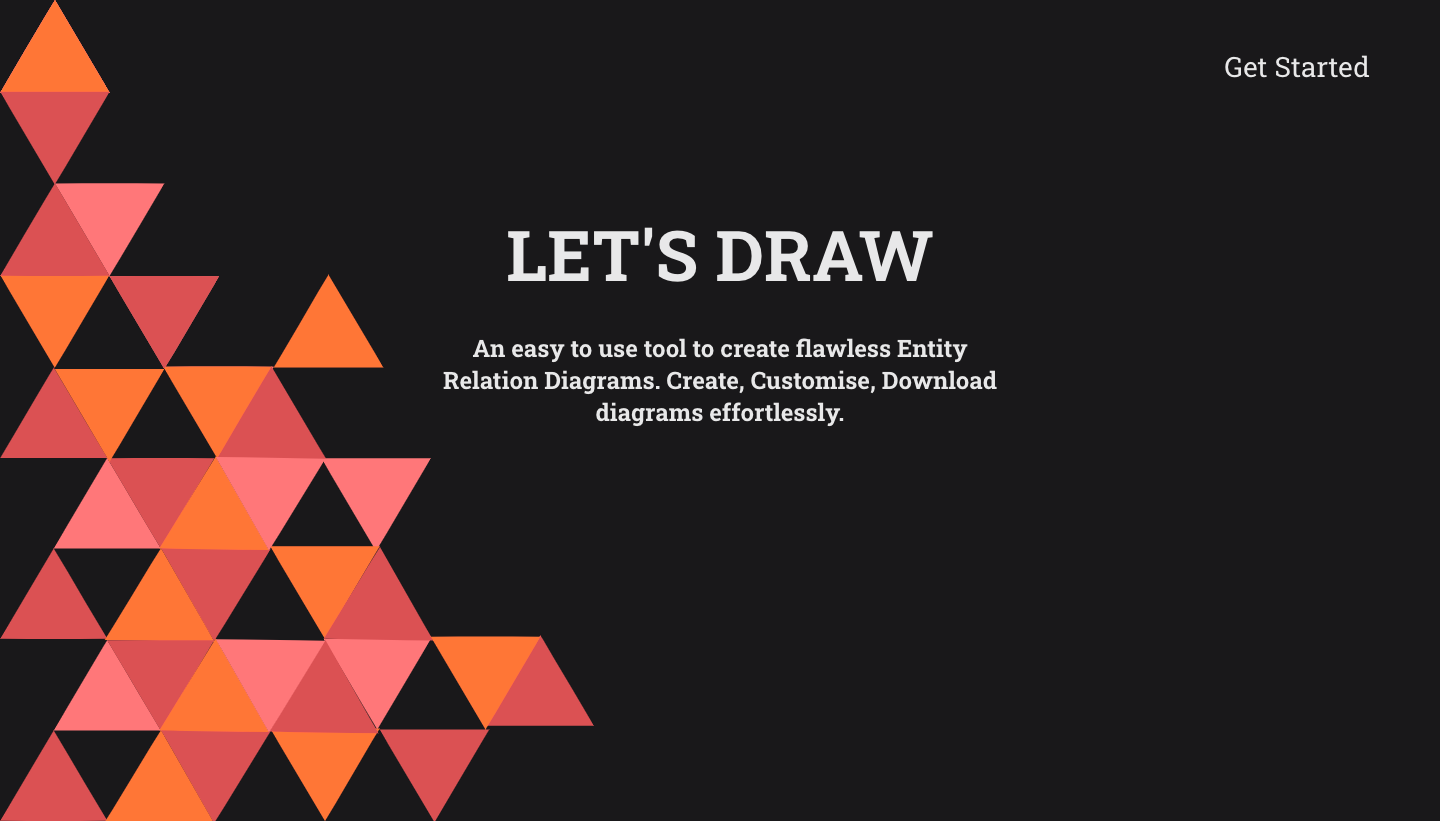 Get Started
LET'S DRAW
An easy to use tool to create flawless Entity
Relation Diagrams. Create, Customise, Download
diagrams effortlessly.